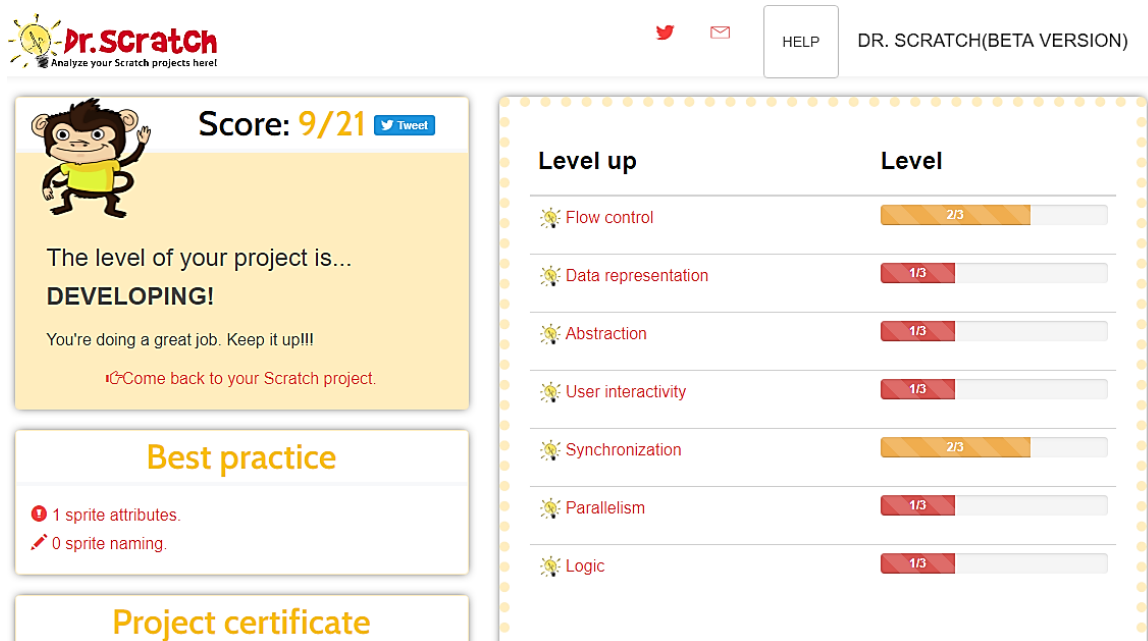 Dr.Scratch
Analyze your Scratch projects here!
HELP
DR. SCRATCH(BETA VERSION)
Score: 9/21
Tweet
The level of your project is...
DEVELOPING!
You're doing a great job. Keep it up!!!
Come back to your Scratch project.
Best practice
1 sprite attributes.
0 sprite naming.
Project certificate
Level up Level
Flow control 2/3
Data representation 1/3
Abstraction 1/3
User interactivity 1/3
Synchronization 2/3
Parallelism 1/3
Logic 1/3